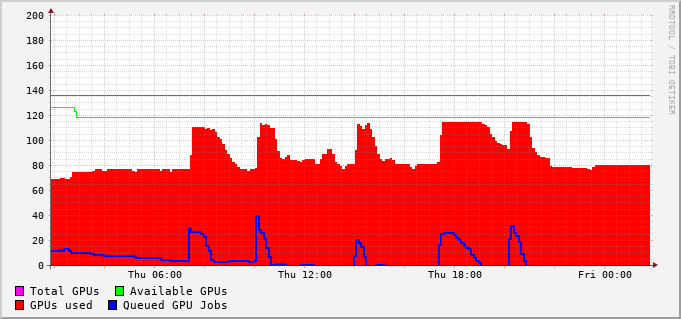 200
180
160
140
120
100
80
60
40
20
0
Thu 06:00 Thu 12:00 Thu 18:00 Fri 00:00
Total GPUs Available GPUs
GPUs used Queued GPU Jobs
RRDTOOL / TOBI OETIKER